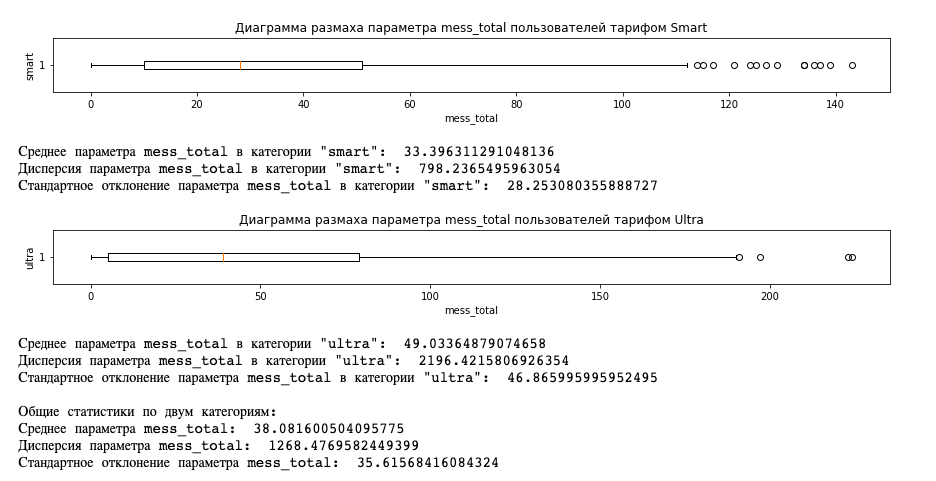 Диаграмма размаха параметра mess_total пользователей тарифом Smart
smart
1
0 20 40 60 80 100 120 140
mess_total
Среднее параметра mess_total в категории "smart": 33.396311291048136
Дисперсия параметра mess_total в категории "smart": 798.2365495963054
Стандартное отклонение параметра mess_total в категории "smart": 28.253080355888727
Диаграмма размаха параметра mess_total пользователей тарифом Ultra
ultra
1
0 50 100 150 200
mess_total
Среднее параметра mess_total в категории "ultra": 49.03364879074658
Дисперсия параметра mess_total в категории "ultra": 2196.4215806926354
Стандартное отклонение параметра mess_total в категории "ultra": 46.865995995952495
Общие статистики по двум категориям:
Среднее параметра mess_total: 38.081600504095775
Дисперсия параметра mess_total: 1268.4769582449399
Стандартное отклонение параметра mess_total: 35.61568416084324